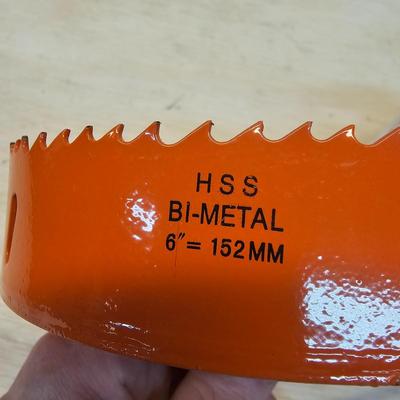 HSS
BI-METAL
6"= 152MM